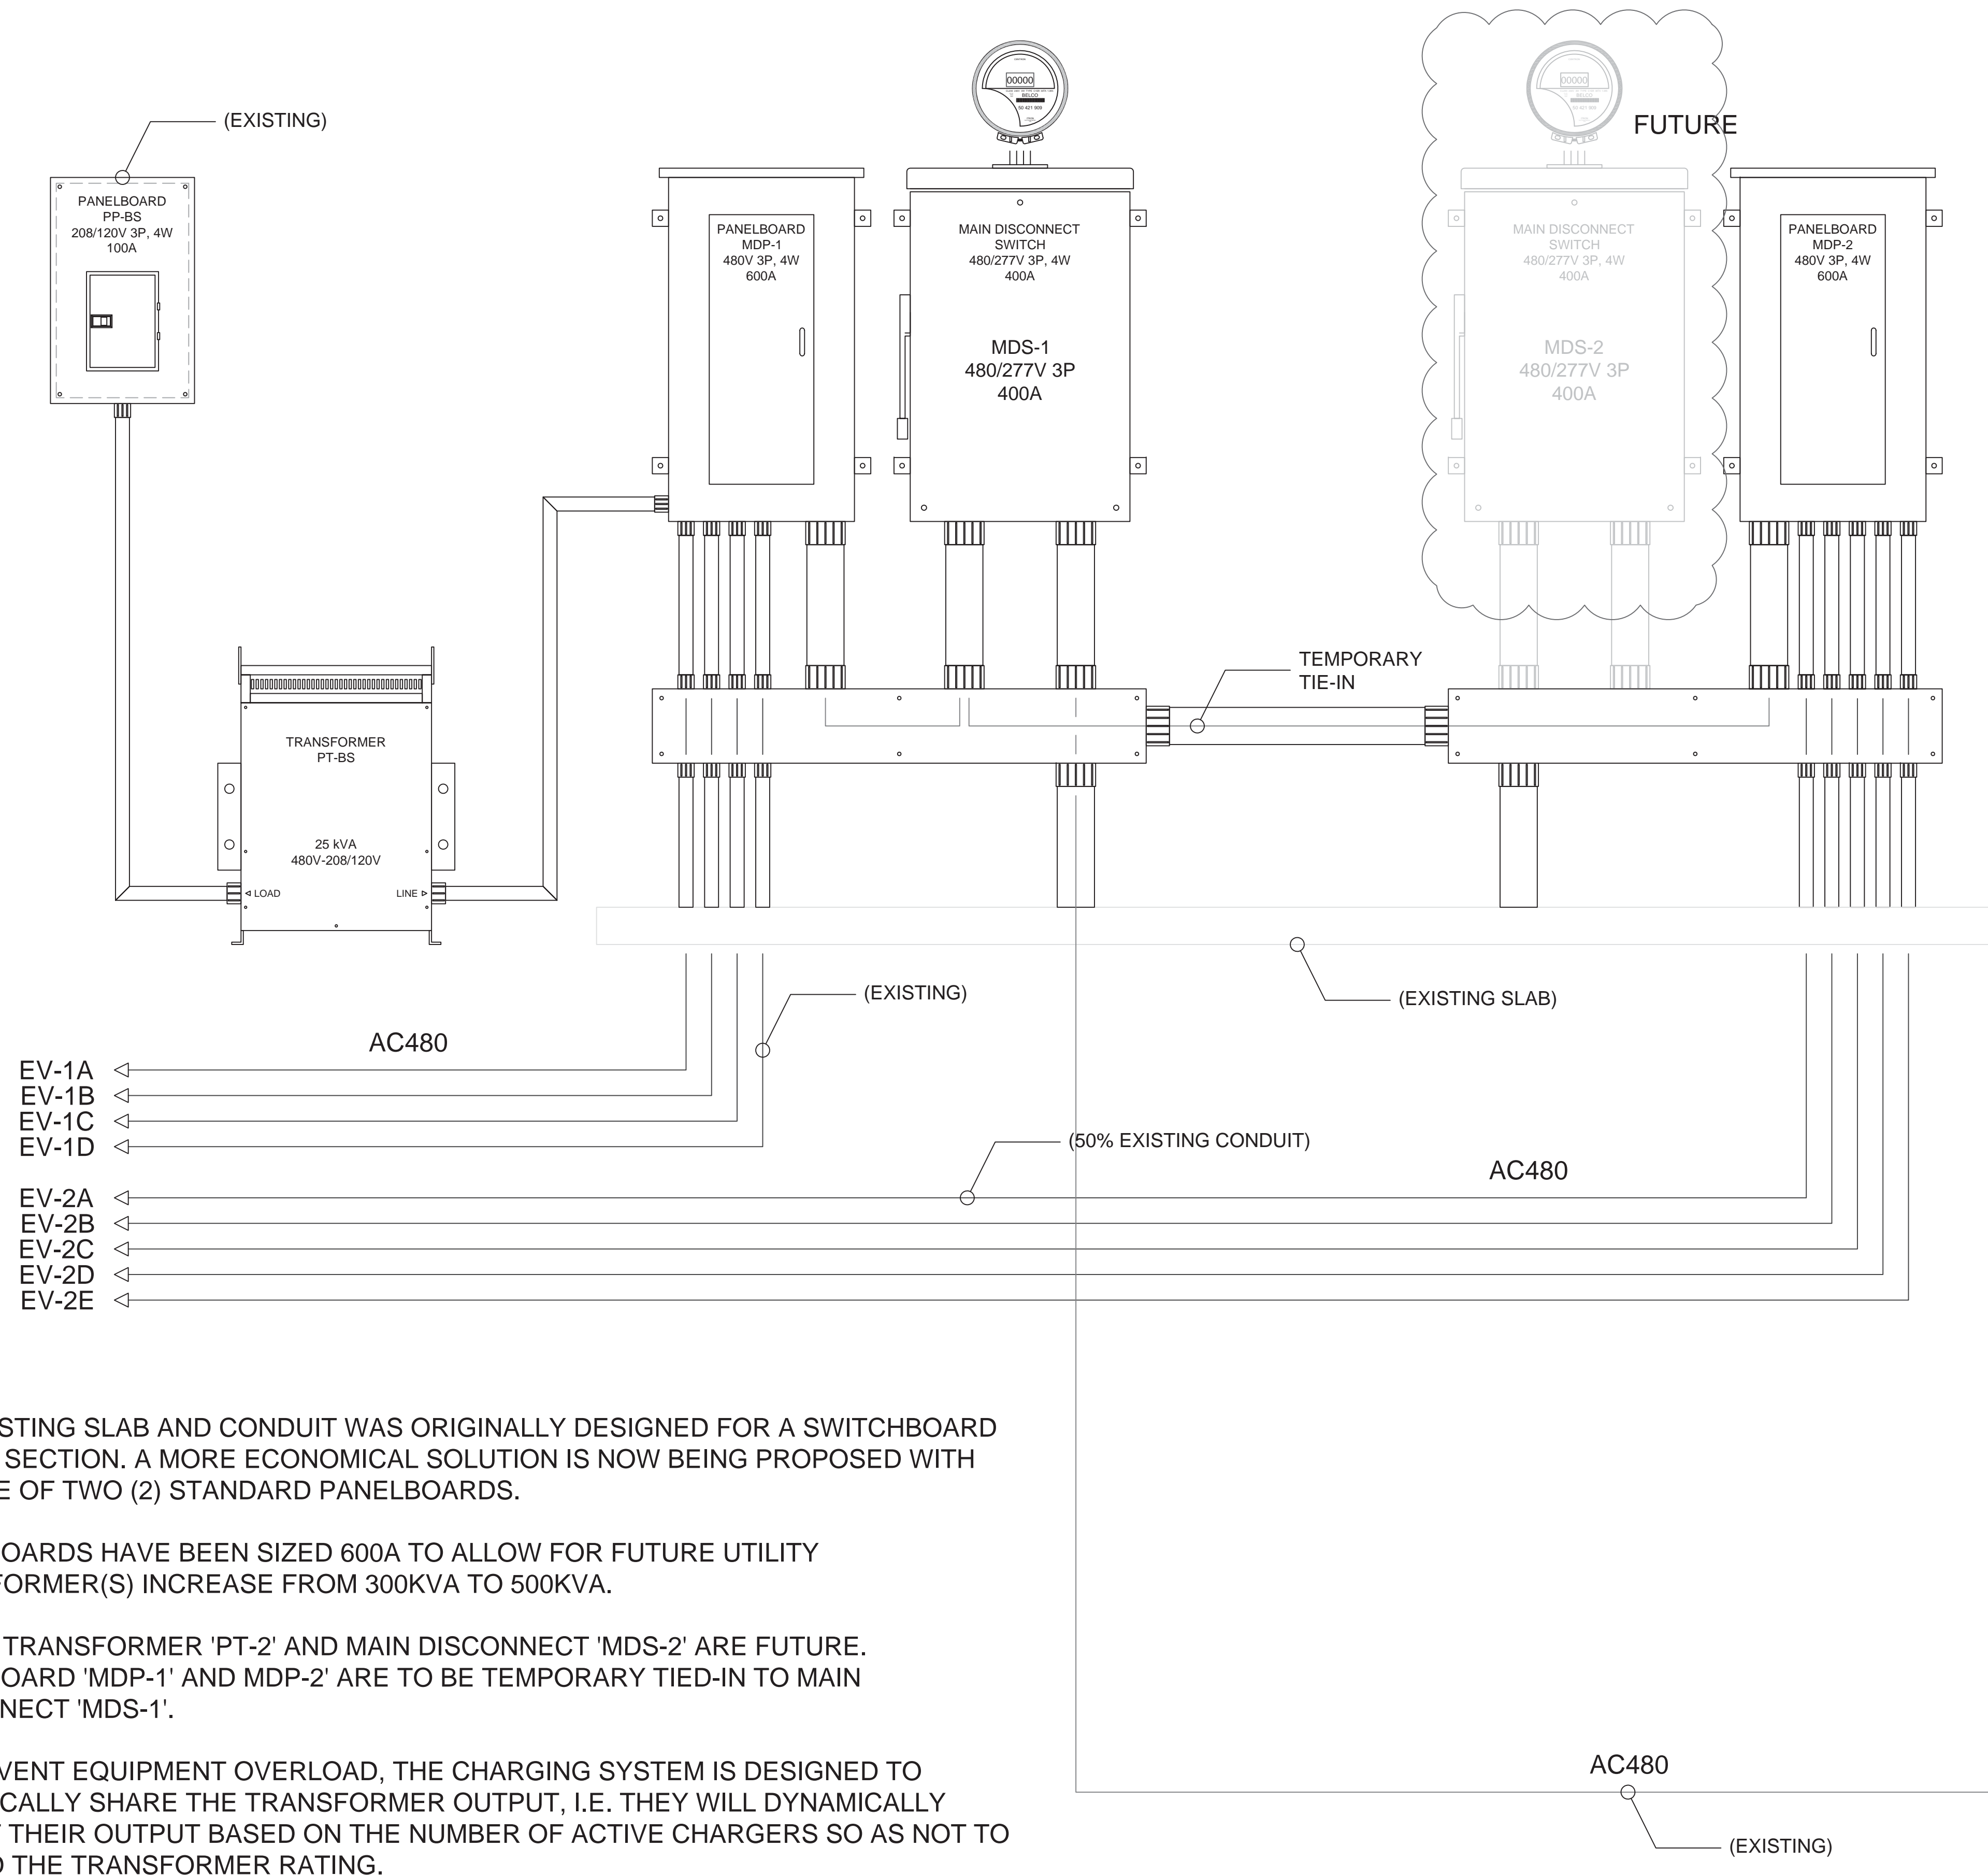 (EXISTING)
PANELBOARD
PP-BS
208/120V 3P, 4W
100A
00000
BELCO
FUTURE
00000
BELCO
PANELBOARD
MDP-1
480V 3P, 4W
600A
MAIN DISCONNECT
SWITCH
480/277V 3P, 4W
400A
MDS-1
480/277V 3P
400A
MAIN DISCONNECT
SWITCH
480/277V 3P, 4W
400A
MDS-2
480/277V 3P
400A
PANELBOARD
MDP-2
480V 3P, 4W
600A
TEMPORARY
TIE-IN
TRANSFORMER
PT-BS
25 kVA
480V-208/120V
LOAD
LINE
(EXISTING)
(EXISTING SLAB)
AC480
EV-1A
EV-1B
EV-1C
EV-1D
(50% EXISTING CONDUIT)
AC480
EV-2A
EV-2B
EV-2C
EV-2D
EV-2E
STING SLAB AND CONDUIT WAS ORIGINALLY DESIGNED FOR A SWITCHBOARD
SECTION. A MORE ECONOMICAL SOLUTION IS NOW BEING PROPOSED WITH
E OF TWO (2) STANDARD PANELBOARDS.
OARDS HAVE BEEN SIZED 600A TO ALLOW FOR FUTURE UTILITY
FORMER(S) INCREASE FROM 300KVA TO 500KVA.
TRANSFORMER 'PT-2' AND MAIN DISCONNECT 'MDS-2' ARE FUTURE.
OARD 'MDP-1' AND MDP-2' ARE TO BE TEMPORARY TIED-IN TO MAIN
NNECT 'MDS-1'.
VENT EQUIPMENT OVERLOAD, THE CHARGING SYSTEM IS DESIGNED TO
ICALLY SHARE THE TRANSFORMER OUTPUT, I.E. THEY WILL DYNAMICALLY
T THEIR OUTPUT BASED ON THE NUMBER OF ACTIVE CHARGERS SO AS NOT TO
D THE TRANSFORMER RATING.
AC480
(EXISTING)